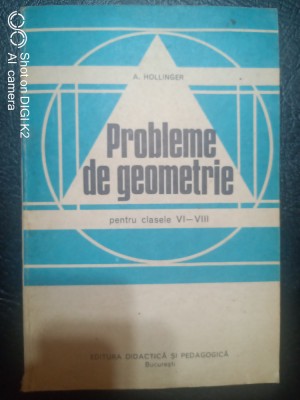 A. HOLLINGER
Probleme
de geometrie
pentru clasele VI—VIII
EDITURA DIDACTICĂ ȘI PEDAGOGICĂ
București
Shot on DIGI K2
AI camera